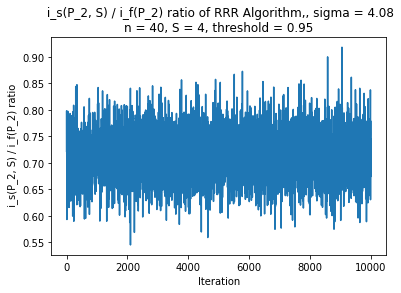 i_s(P_2, S) / i_f(P_2) ratio of RRR Algorithm,, sigma = 4.08
n = 40, S = 4, threshold = 0.95
i_s(P_2, S) / i_f(P_2) ratio
0.90
0.85
0.80
0.75
0.70
0.65
0.60
0.55
0 2000 4000 6000 8000 10000
Iteration